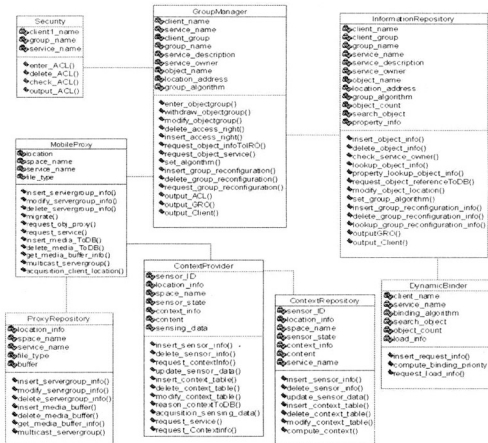 Security
client1_name
group_name
service_name
enter_ACL()
delete_ACL()
check_ACL()
output_ACL()
GroupManager
client_name
service_name
client_group
group_name
service_description
service_owner
object_name
location_address
group_algorithm
enter_objectgroup()
withdraw_objectgroup()
modify_objectgroup()
delete_access_right()
insert_access_right()
request_object_infoToIRO()
request_object_service()
set_algorithm()
insert_group_reconfiguration()
delete_group_reconfiguration()
request_group_reconfiguration()
output_ACL()
output_GRO()
output_Client()
InformationRepository
client_name
client_group
group_name
service_name
service_description
service_owner
object_name
location_address
group_algorithm
object_count
search_object
property_info
insert_object_info()
delete_object_info()
check_service_owner()
lookup_object_info()
property_lookup_object_info()
request_object_referenceToDB()
modify_object_location()
set_group_algorithm()
insert_group_reconfiguration_info()
delete_group_reconfiguration_info()
lookup_group_reconfiguration_info()
outputGRO()
output_Client()
MobileProxy
location
space_name
service_name
file_type
insert_servergroup_info()
modify_servergroup_info()
delete_servergroup_info()
migrate()
request_obj_proxy()
request_service()
insert_media_ToDB()
delete_media_ToDB()
get_media_buffer_info()
multicast_servergroup()
acquisition_client_location()
ContextProvider
sensor_ID
location_info
space_name
sensor_state
context_info
content
sensing_data
insert_sensor_info()
delete_sensor_info()
request_contextInfo()
update_sensor_data()
insert_context_table()
delete_context_table()
modify_context_table()
reason_contextToDB()
acquisition_sensing_data()
request_service()
request_ContextInfo()
ContextRepository
sensor_ID
location_info
space_name
sensor_state
context_info
content
service_name
insert_sensor_info()
delete_sensor_info()
update_sensor_data()
insert_context_table()
delete_context_table()
modify_context_table()
compute_context()
DynamicBinder
client_name
service_name
binding_algorithm
search_object
object_count
load_info
insert_request_info()
compute_binding_priority
request_load_info()
ProxyRepository
location_info
space_name
service_name
file_type
buffer
insert_servergroup_info()
modify_servergroup_info()
delete_servergroup_info()
insert_media_buffer()
delete_media_buffer()
get_media_buffer_info()
multicast_servergroup()